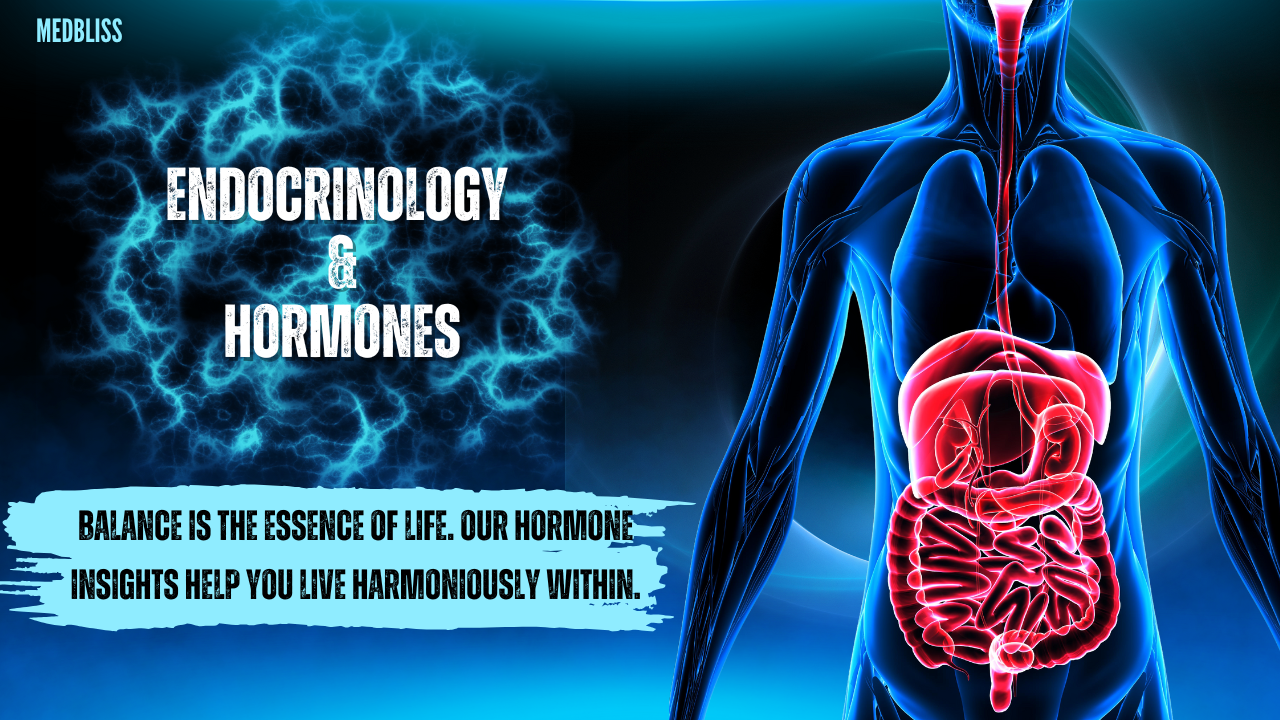 MEDBLISS
ENDOCRINOLOGY
&
HORMONES
BALANCE IS THE ESSENCE OF LIFE. OUR HORMONE
INSIGHTS HELP YOU LIVE HARMONIOUSLY WITHIN.